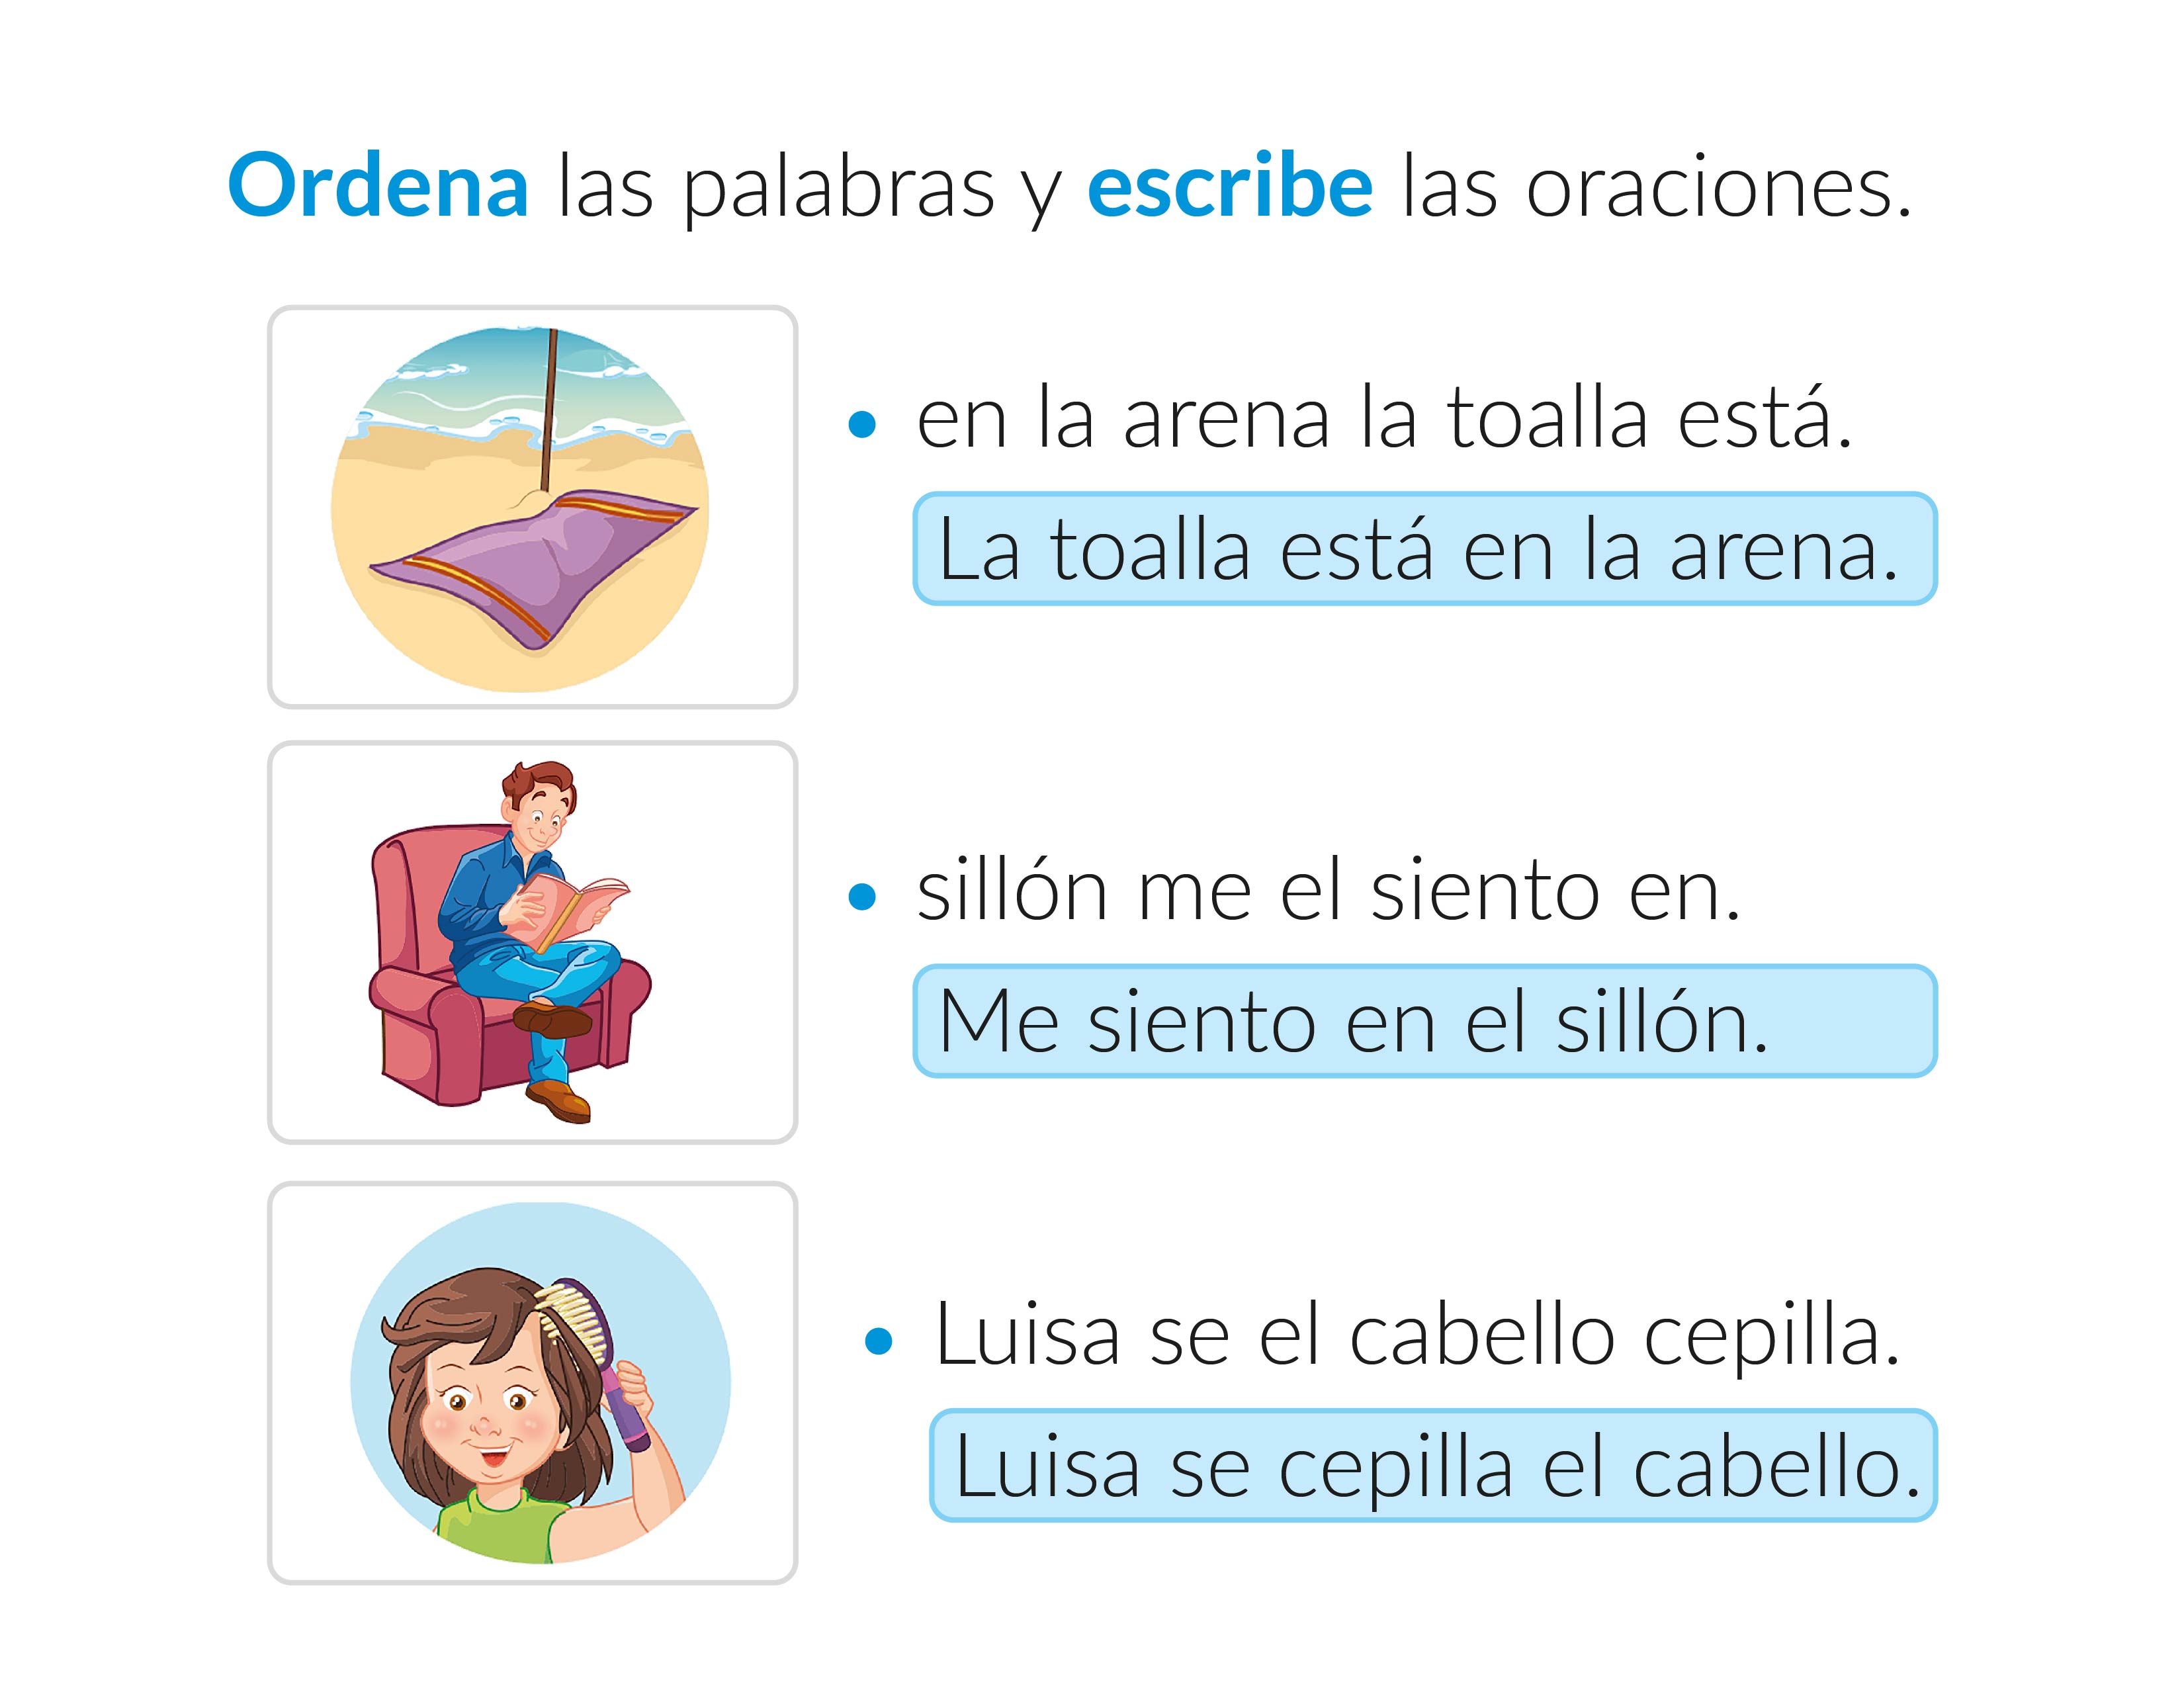 Ordena las palabras y escribe las oraciones.
• en la arena la toalla está.
La toalla está en la arena.
• sillón me el siento en.
Me siento en el sillón.
• Luisa se el cabello cepilla.
Luisa se cepilla el cabello.